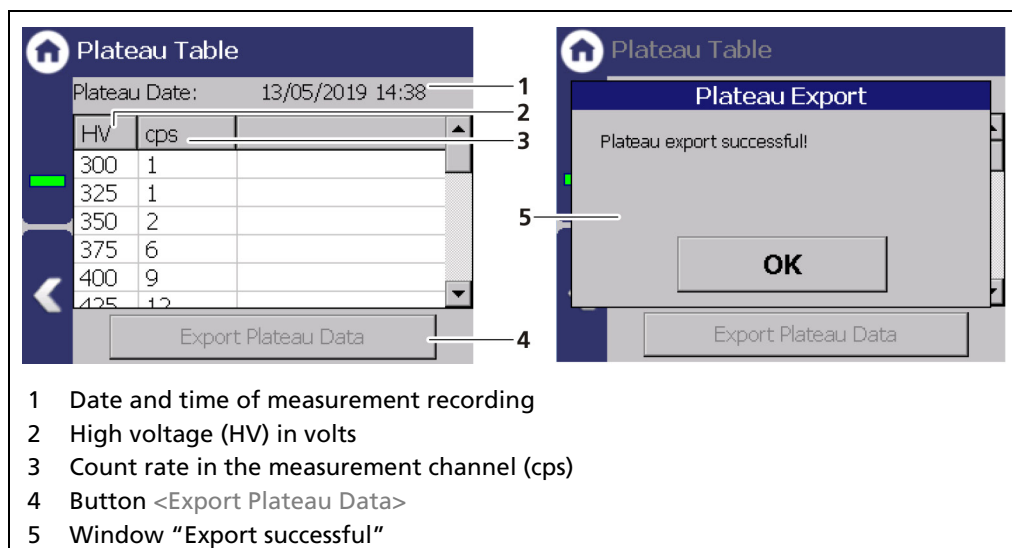 Plateau Table
Plateau Date: 13/05/2019 14:38
HV cps
300 1
325 1
350 2
375 6
400 9
425 12
Export Plateau Data
1
2
3
4
Plateau Table
Plateau Export
Plateau export successful!
OK
Export Plateau Data
5
1 Date and time of measurement recording
2 High voltage (HV) in volts
3 Count rate in the measurement channel (cps)
4 Button <Export Plateau Data>
5 Window “Export successful”